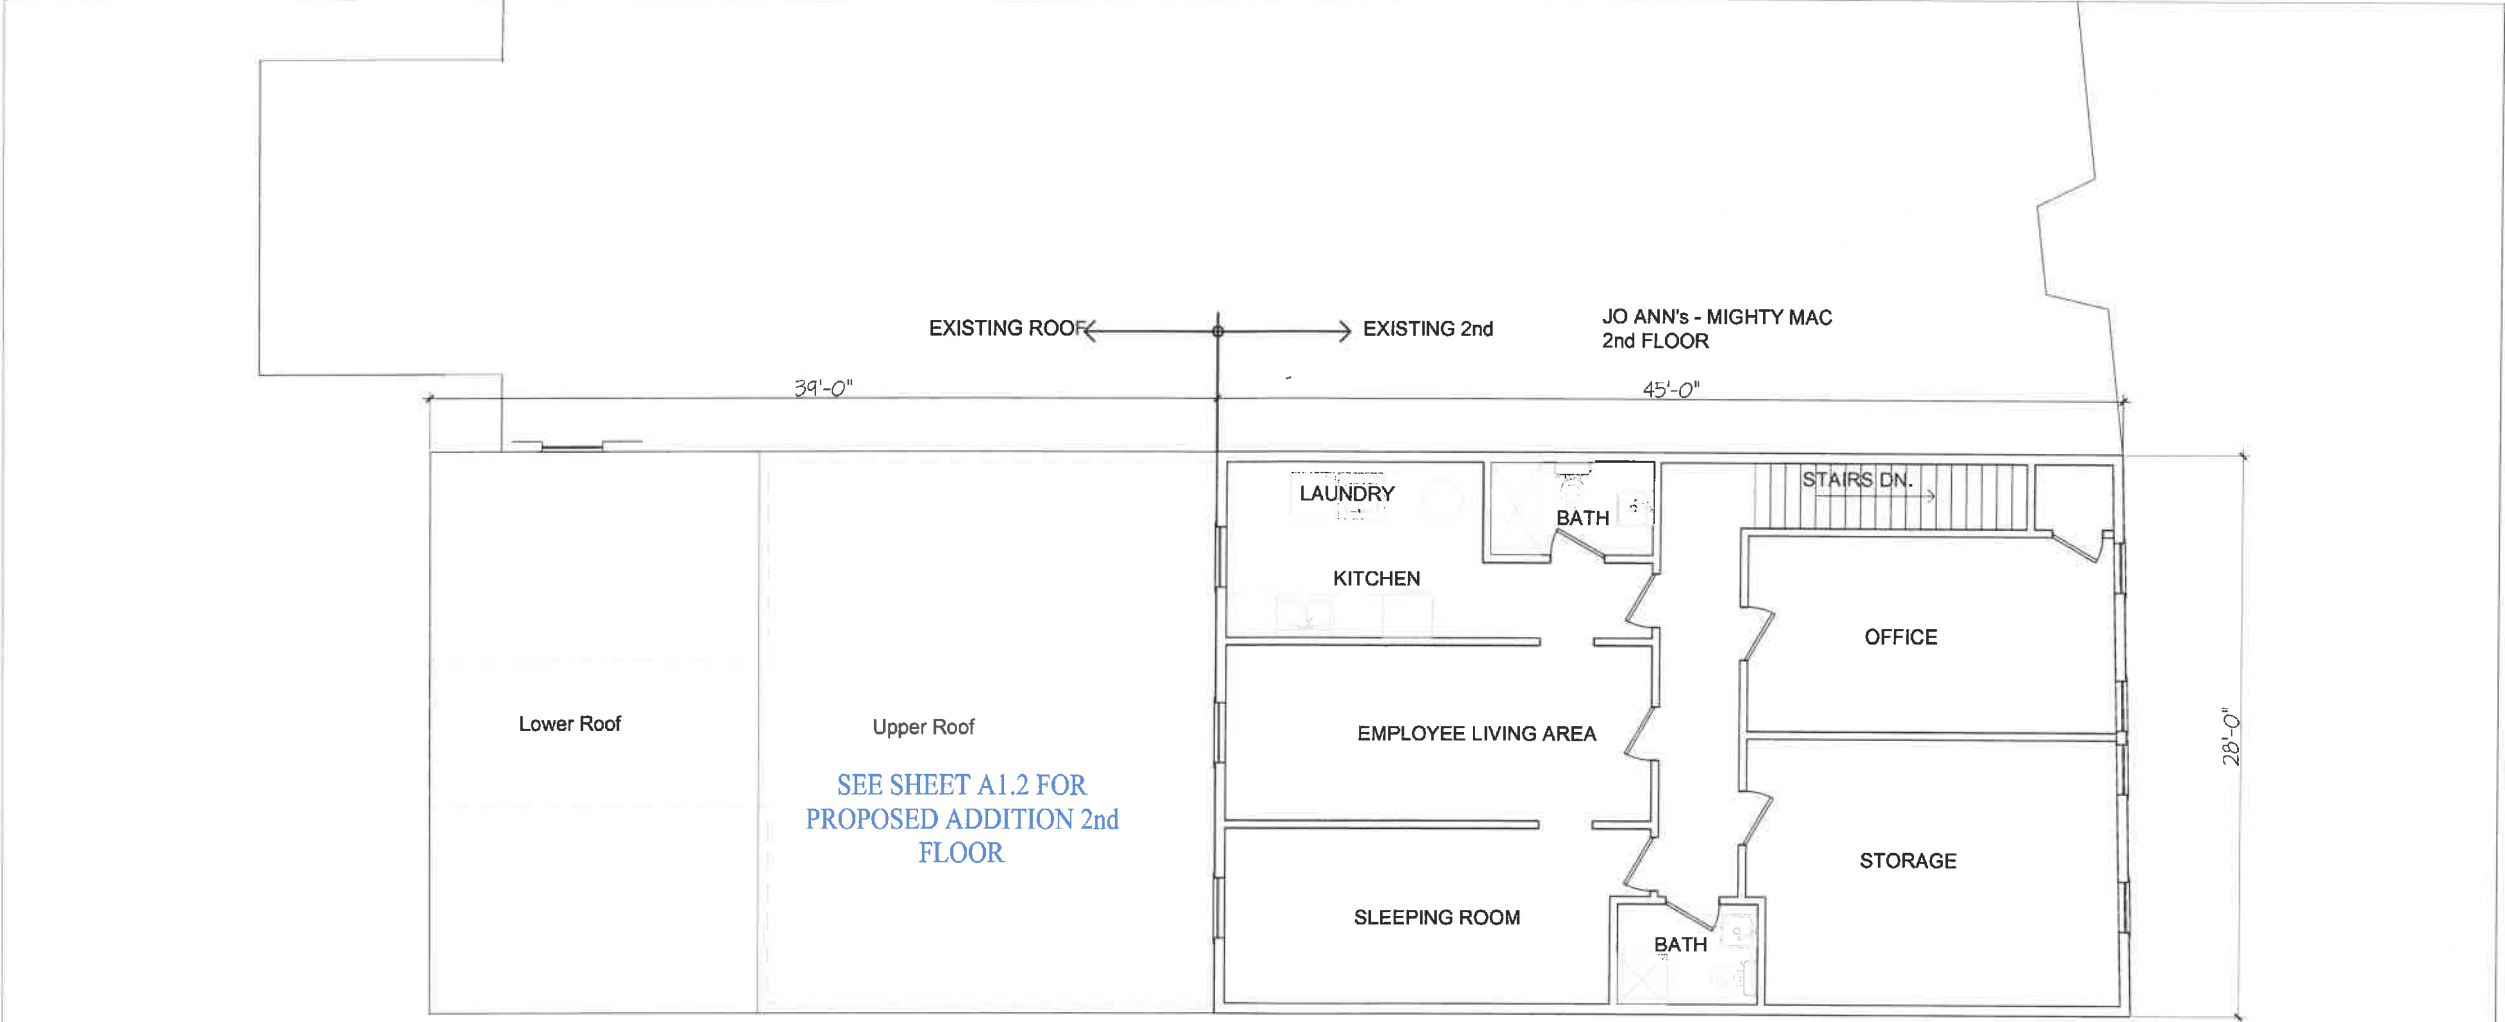 EXISTING ROOF
EXISTING 2nd
JO ANN's - MIGHTY MAC
2nd FLOOR
39'-0"
45'-0"
LAUNDRY
BATH
STAIRS DN.
KITCHEN
OFFICE
Lower Roof
Upper Roof
EMPLOYEE LIVING AREA
28'-0"
SEE SHEET A1.2 FOR
PROPOSED ADDITION 2nd
FLOOR
STORAGE
SLEEPING ROOM
BATH